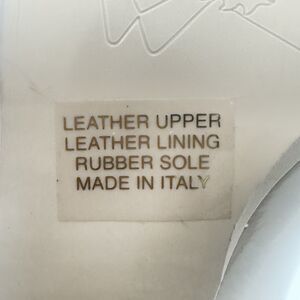 LEATHER UPPER
LEATHER LINING
RUBBER SOLE
MADE IN ITALY